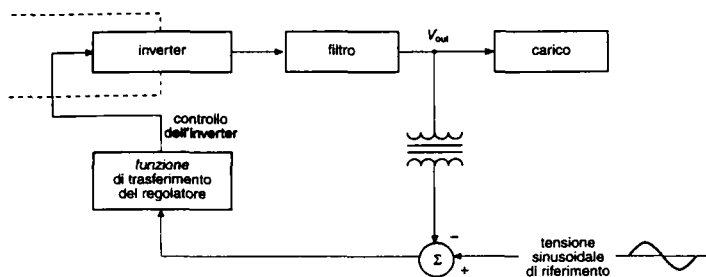 inverter
filtro
V_out
carico
controllo
dell'inverter
funzione
di trasferimento
del regolatore
−
+
Σ
tensione
sinusoidale
di riferimento